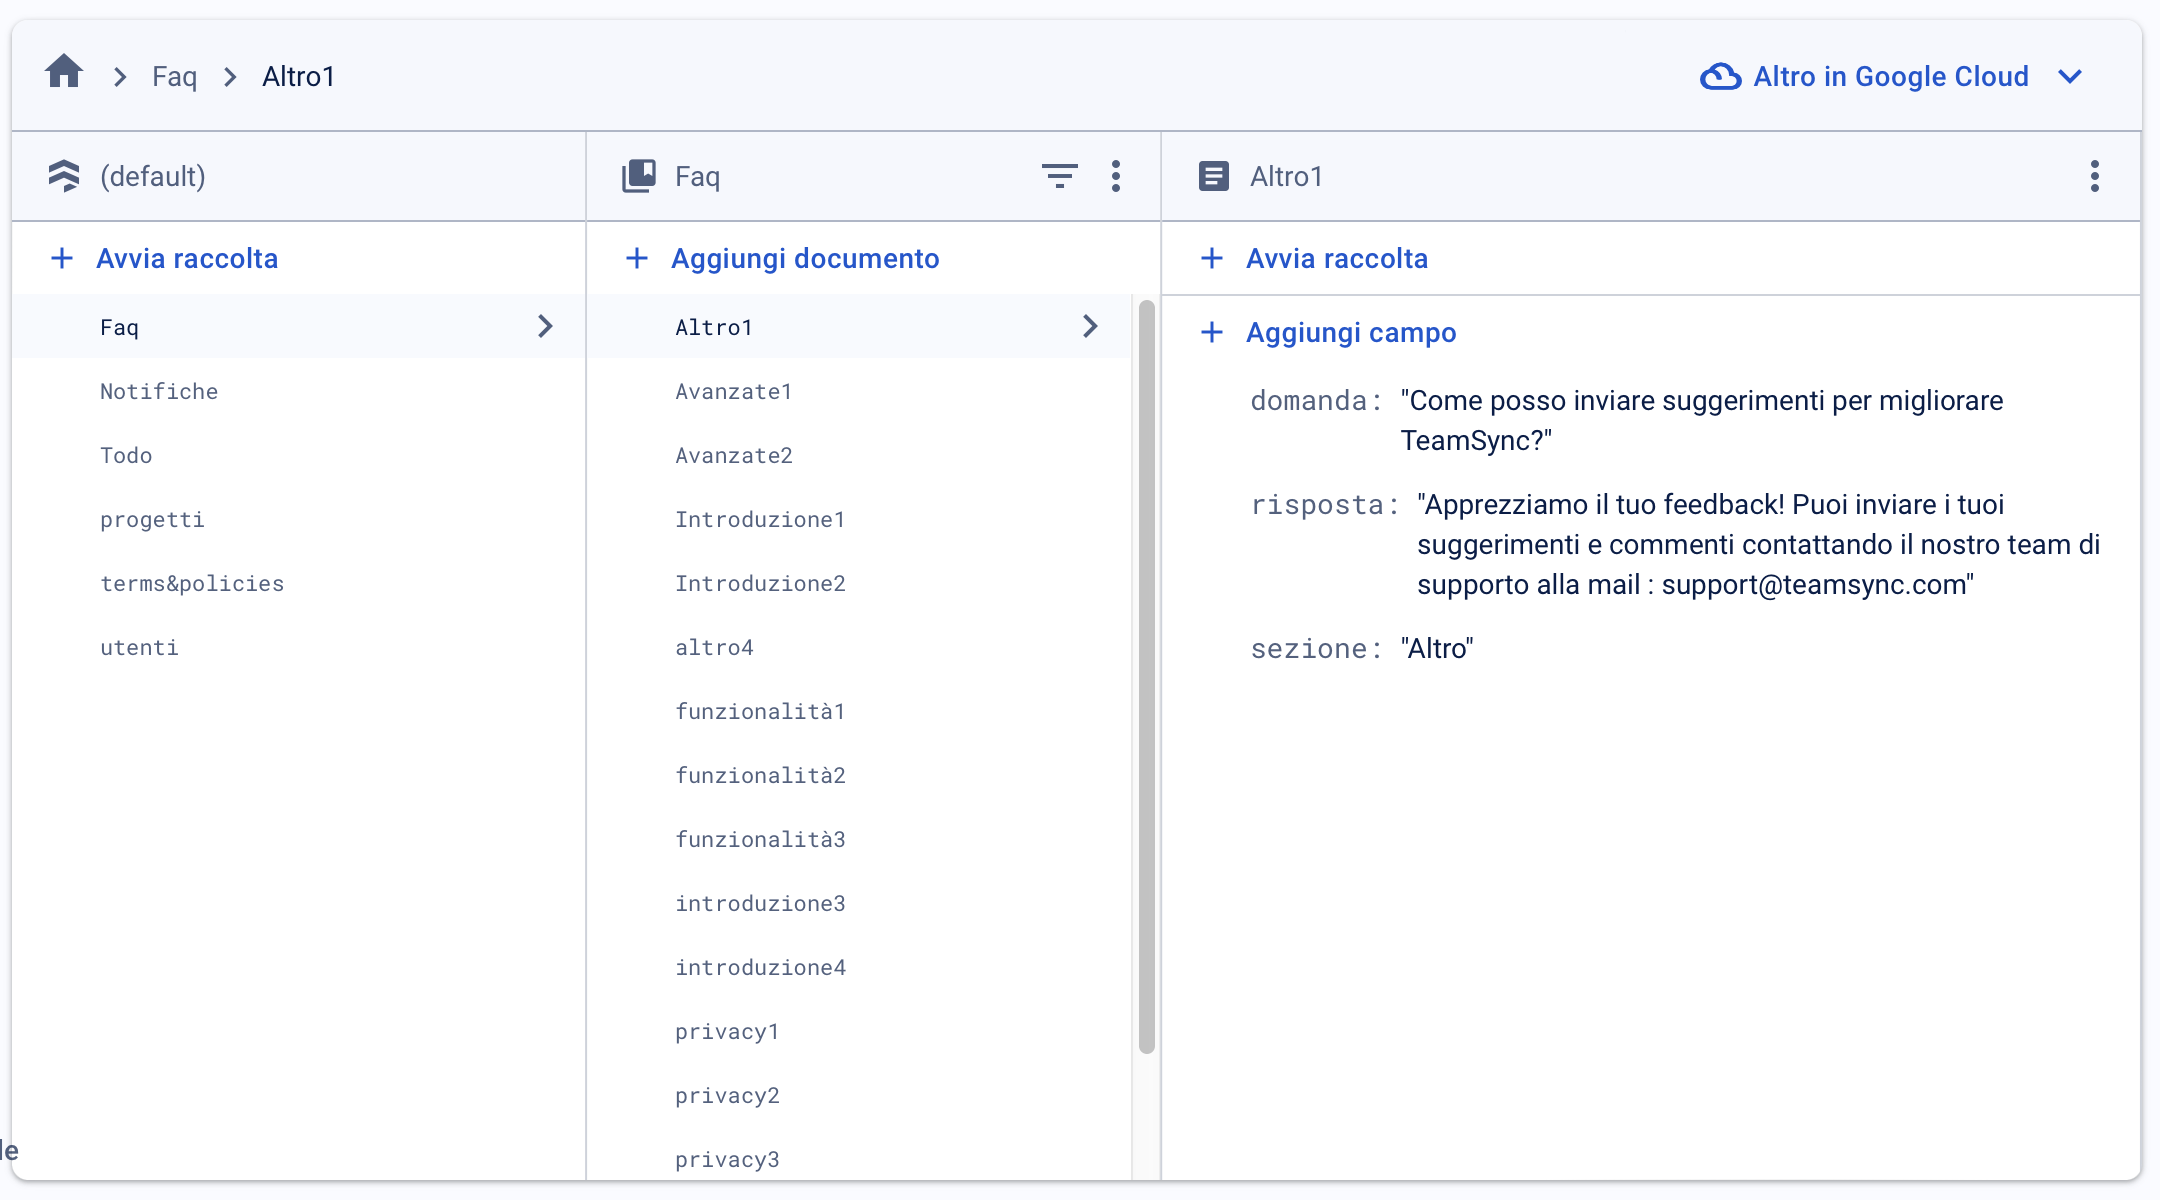 Faq
Altro1
Altro in Google Cloud
(default)
Faq
Altro1
Avvia raccolta
Aggiungi documento
Avvia raccolta
Faq
Notifiche
Todo
progetti
terms&policies
utenti
Altro1
Avanzate1
Avanzate2
Introduzione1
Introduzione2
altro4
funzionalità1
funzionalità2
funzionalità3
introduzione3
introduzione4
privacy1
privacy2
privacy3
Aggiungi campo
domanda: "Come posso inviare suggerimenti per migliorare
TeamSync?"
risposta: "Apprezziamo il tuo feedback! Puoi inviare i tuoi
suggerimenti e commenti contattando il nostro team di
supporto alla mail : support@teamsync.com"
sezione: "Altro"